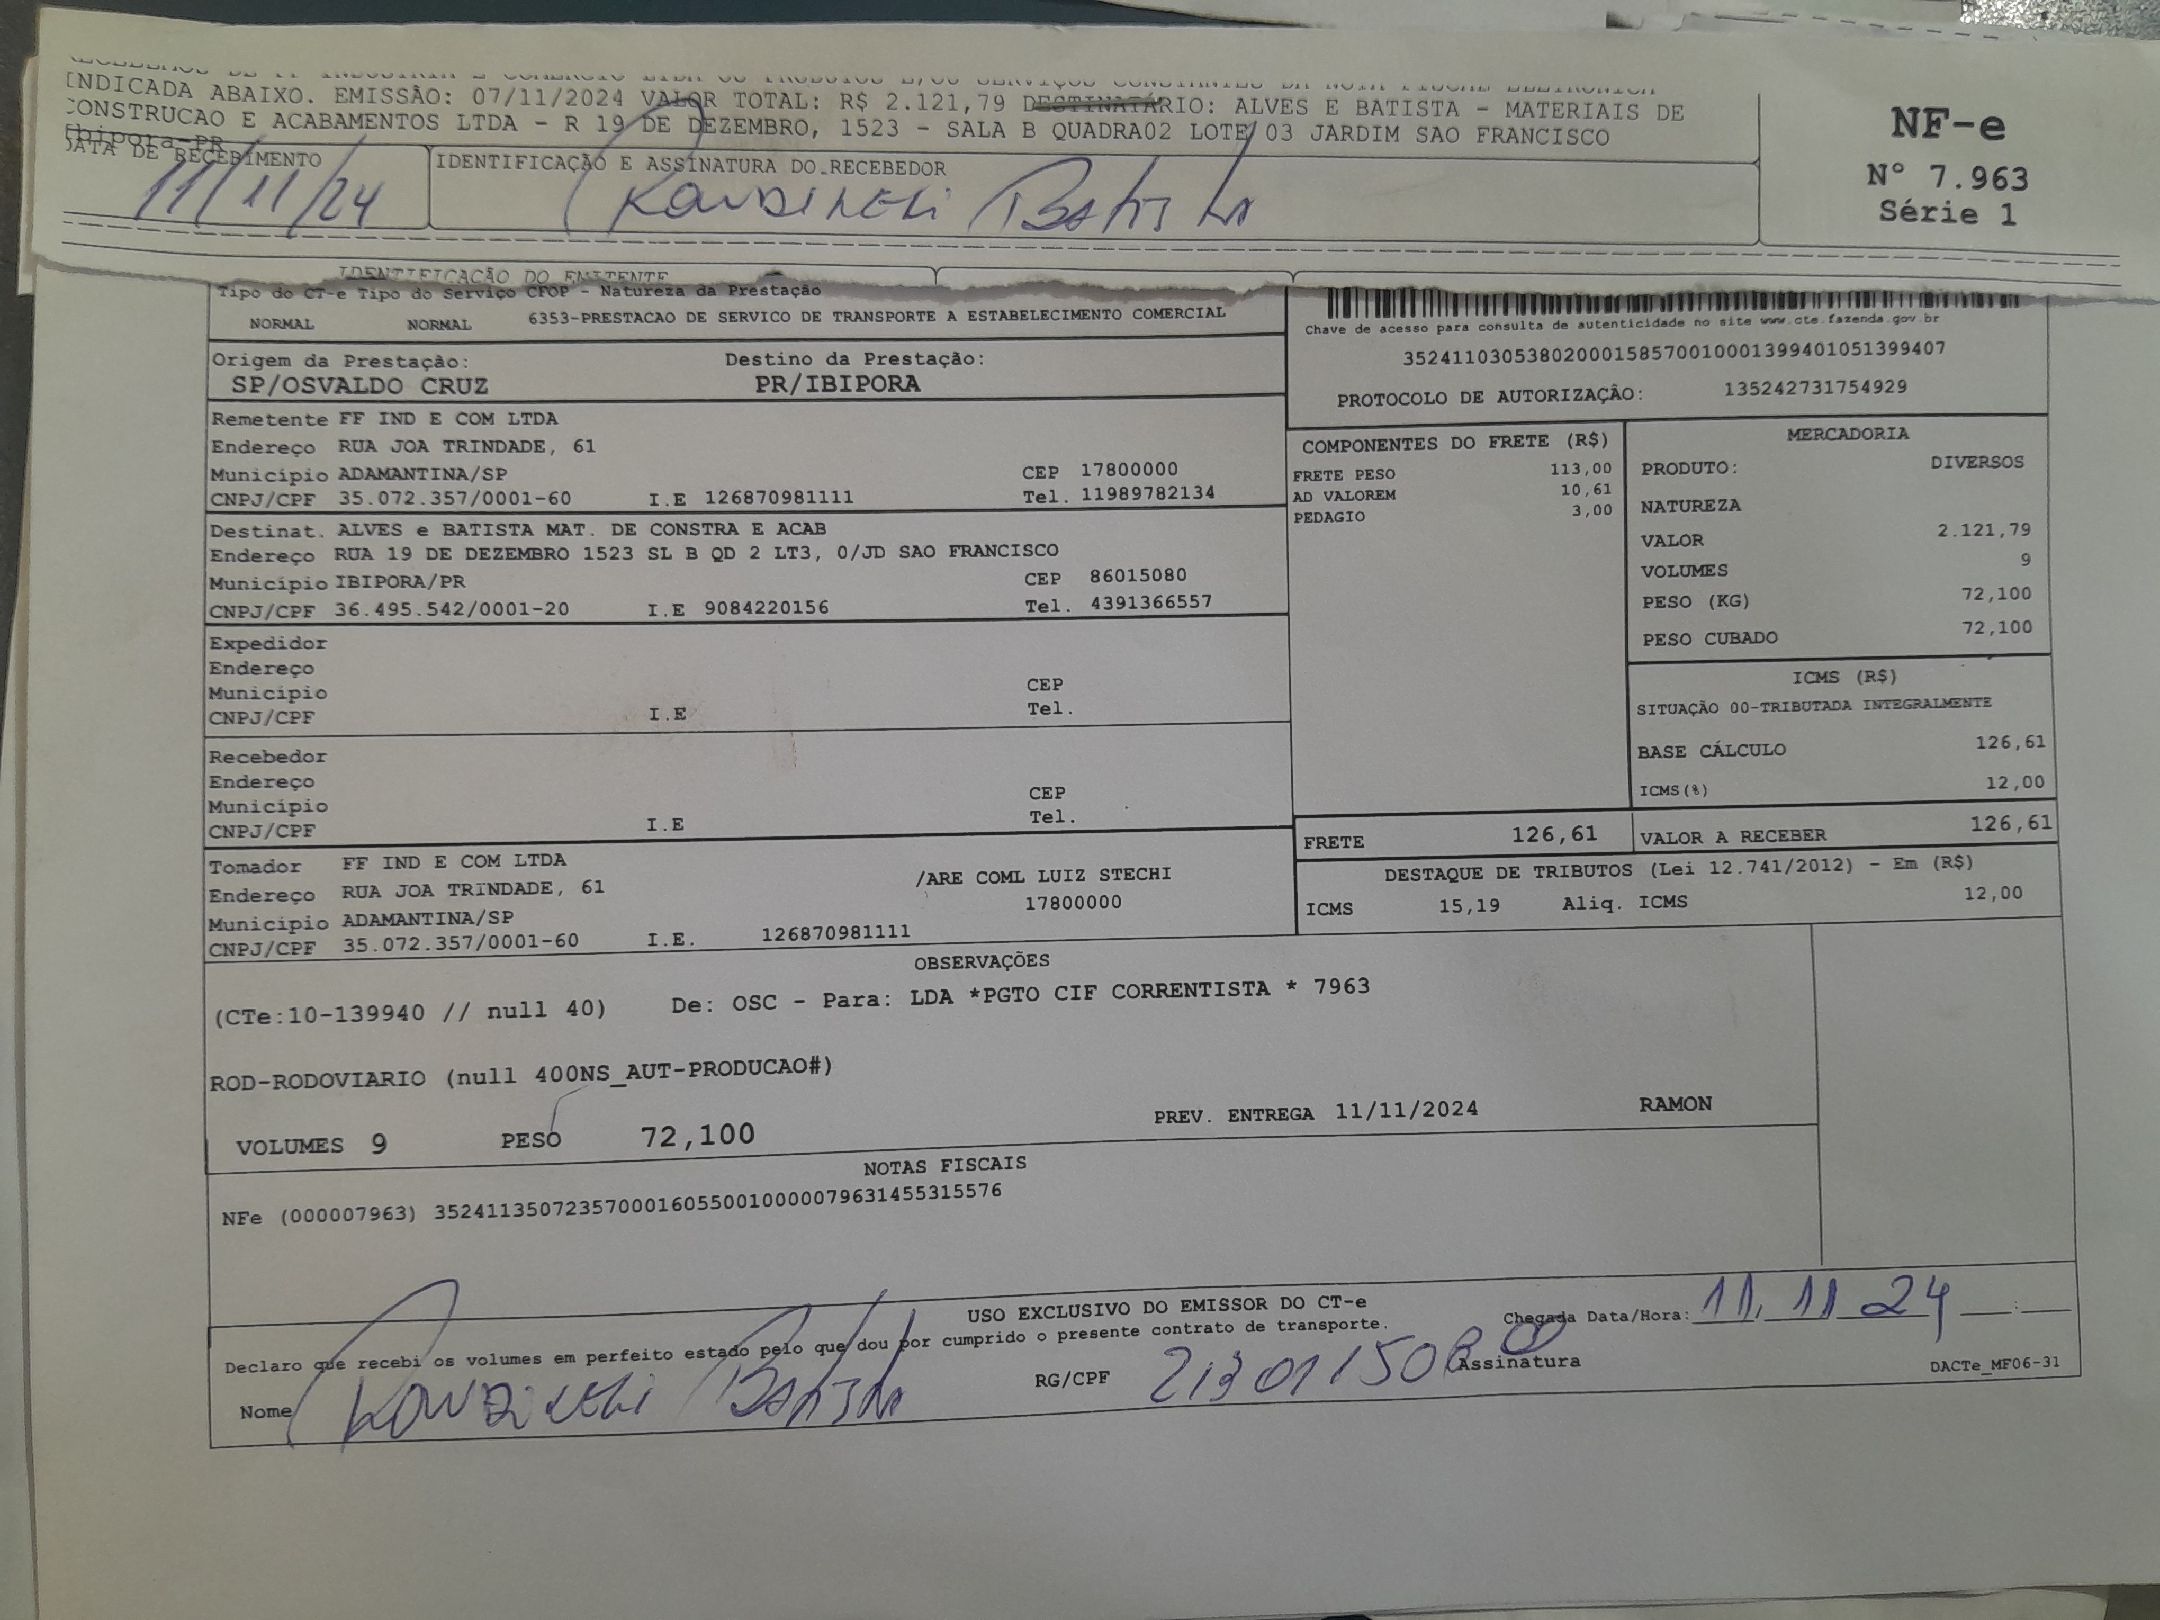 INDICADA ABAIXO. EMISSÃO: 07/11/2024 VALOR TOTAL: R$ 2.121,79 DESTINATÁRIO: ALVES E BATISTA - MATERIAIS DE
CONSTRUCAO E ACABAMENTOS LTDA - R 19 DE DEZEMBRO, 1523 - SALA B QUADRA02 LOTE 03 JARDIM SAO FRANCISCO
Ibipora-PR
DATA DE RECEBIMENTO
IDENTIFICAÇÃO E ASSINATURA DO RECEBEDOR
11/11/24
Batista
NF-e
Nº 7.963
Série 1
IDENTIFICAÇÃO DO EMITENTE
Tipo do CT-e Tipo do Serviço CFOP - Natureza da Prestação
NORMAL NORMAL 6353-PRESTACAO DE SERVICO DE TRANSPORTE A ESTABELECIMENTO COMERCIAL
Chave de acesso para consulta de autenticidade no site www.cte.fazenda.gov.br
35241103053802000158570010001399401051399407
PROTOCOLO DE AUTORIZAÇÃO: 135242731754929
Origem da Prestação: Destino da Prestação:
SP/OSVALDO CRUZ PR/IBIPORA
Remetente FF IND E COM LTDA
Endereço RUA JOA TRINDADE, 61
Município ADAMANTINA/SP CEP 17800000
CNPJ/CPF 35.072.357/0001-60 I.E 126870981111 Tel. 11989782134
Destinat. ALVES e BATISTA MAT. DE CONSTRA E ACAB
Endereço RUA 19 DE DEZEMBRO 1523 SL B QD 2 LT3, 0/JD SAO FRANCISCO
Município IBIPORA/PR CEP 86015080
CNPJ/CPF 36.495.542/0001-20 I.E 9084220156 Tel. 4391366557
Expedidor
Endereço
Município CEP
CNPJ/CPF I.E Tel.
Recebedor
Endereço
Município CEP
CNPJ/CPF I.E Tel.
Tomador FF IND E COM LTDA
Endereço RUA JOA TRINDADE, 61 /ARE COML LUIZ STECHI
Município ADAMANTINA/SP 17800000
CNPJ/CPF 35.072.357/0001-60 I.E. 126870981111
COMPONENTES DO FRETE (R$)
FRETE PESO 113,00
AD VALOREM 10,61
PEDAGIO 3,00
MERCADORIA
PRODUTO: DIVERSOS
NATUREZA
VALOR 2.121,79
VOLUMES 9
PESO (KG) 72,100
PESO CUBADO 72,100
ICMS (R$)
SITUAÇÃO 00-TRIBUTADA INTEGRALMENTE
BASE CÁLCULO 126,61
ICMS(%) 12,00
FRETE 126,61 VALOR A RECEBER 126,61
DESTAQUE DE TRIBUTOS (Lei 12.741/2012) - Em (R$)
ICMS 15,19 Aliq. ICMS 12,00
OBSERVAÇÕES
(CTe:10-139940 // null 40) De: OSC - Para: LDA *PGTO CIF CORRENTISTA * 7963
ROD-RODOVIARIO (null 400NS_AUT-PRODUCAO#)
VOLUMES 9 PESO 72,100 PREV. ENTREGA 11/11/2024 RAMON
NOTAS FISCAIS
NFe (000007963) 35241135072357000160550010000079631455315576
USO EXCLUSIVO DO EMISSOR DO CT-e
Chegada Data/Hora: 11, 11 24 __:__
Declaro que recebi os volumes em perfeito estado pelo que dou por cumprido o presente contrato de transporte.
Nome Batista RG/CPF Assinatura
DACTe_MF06-31